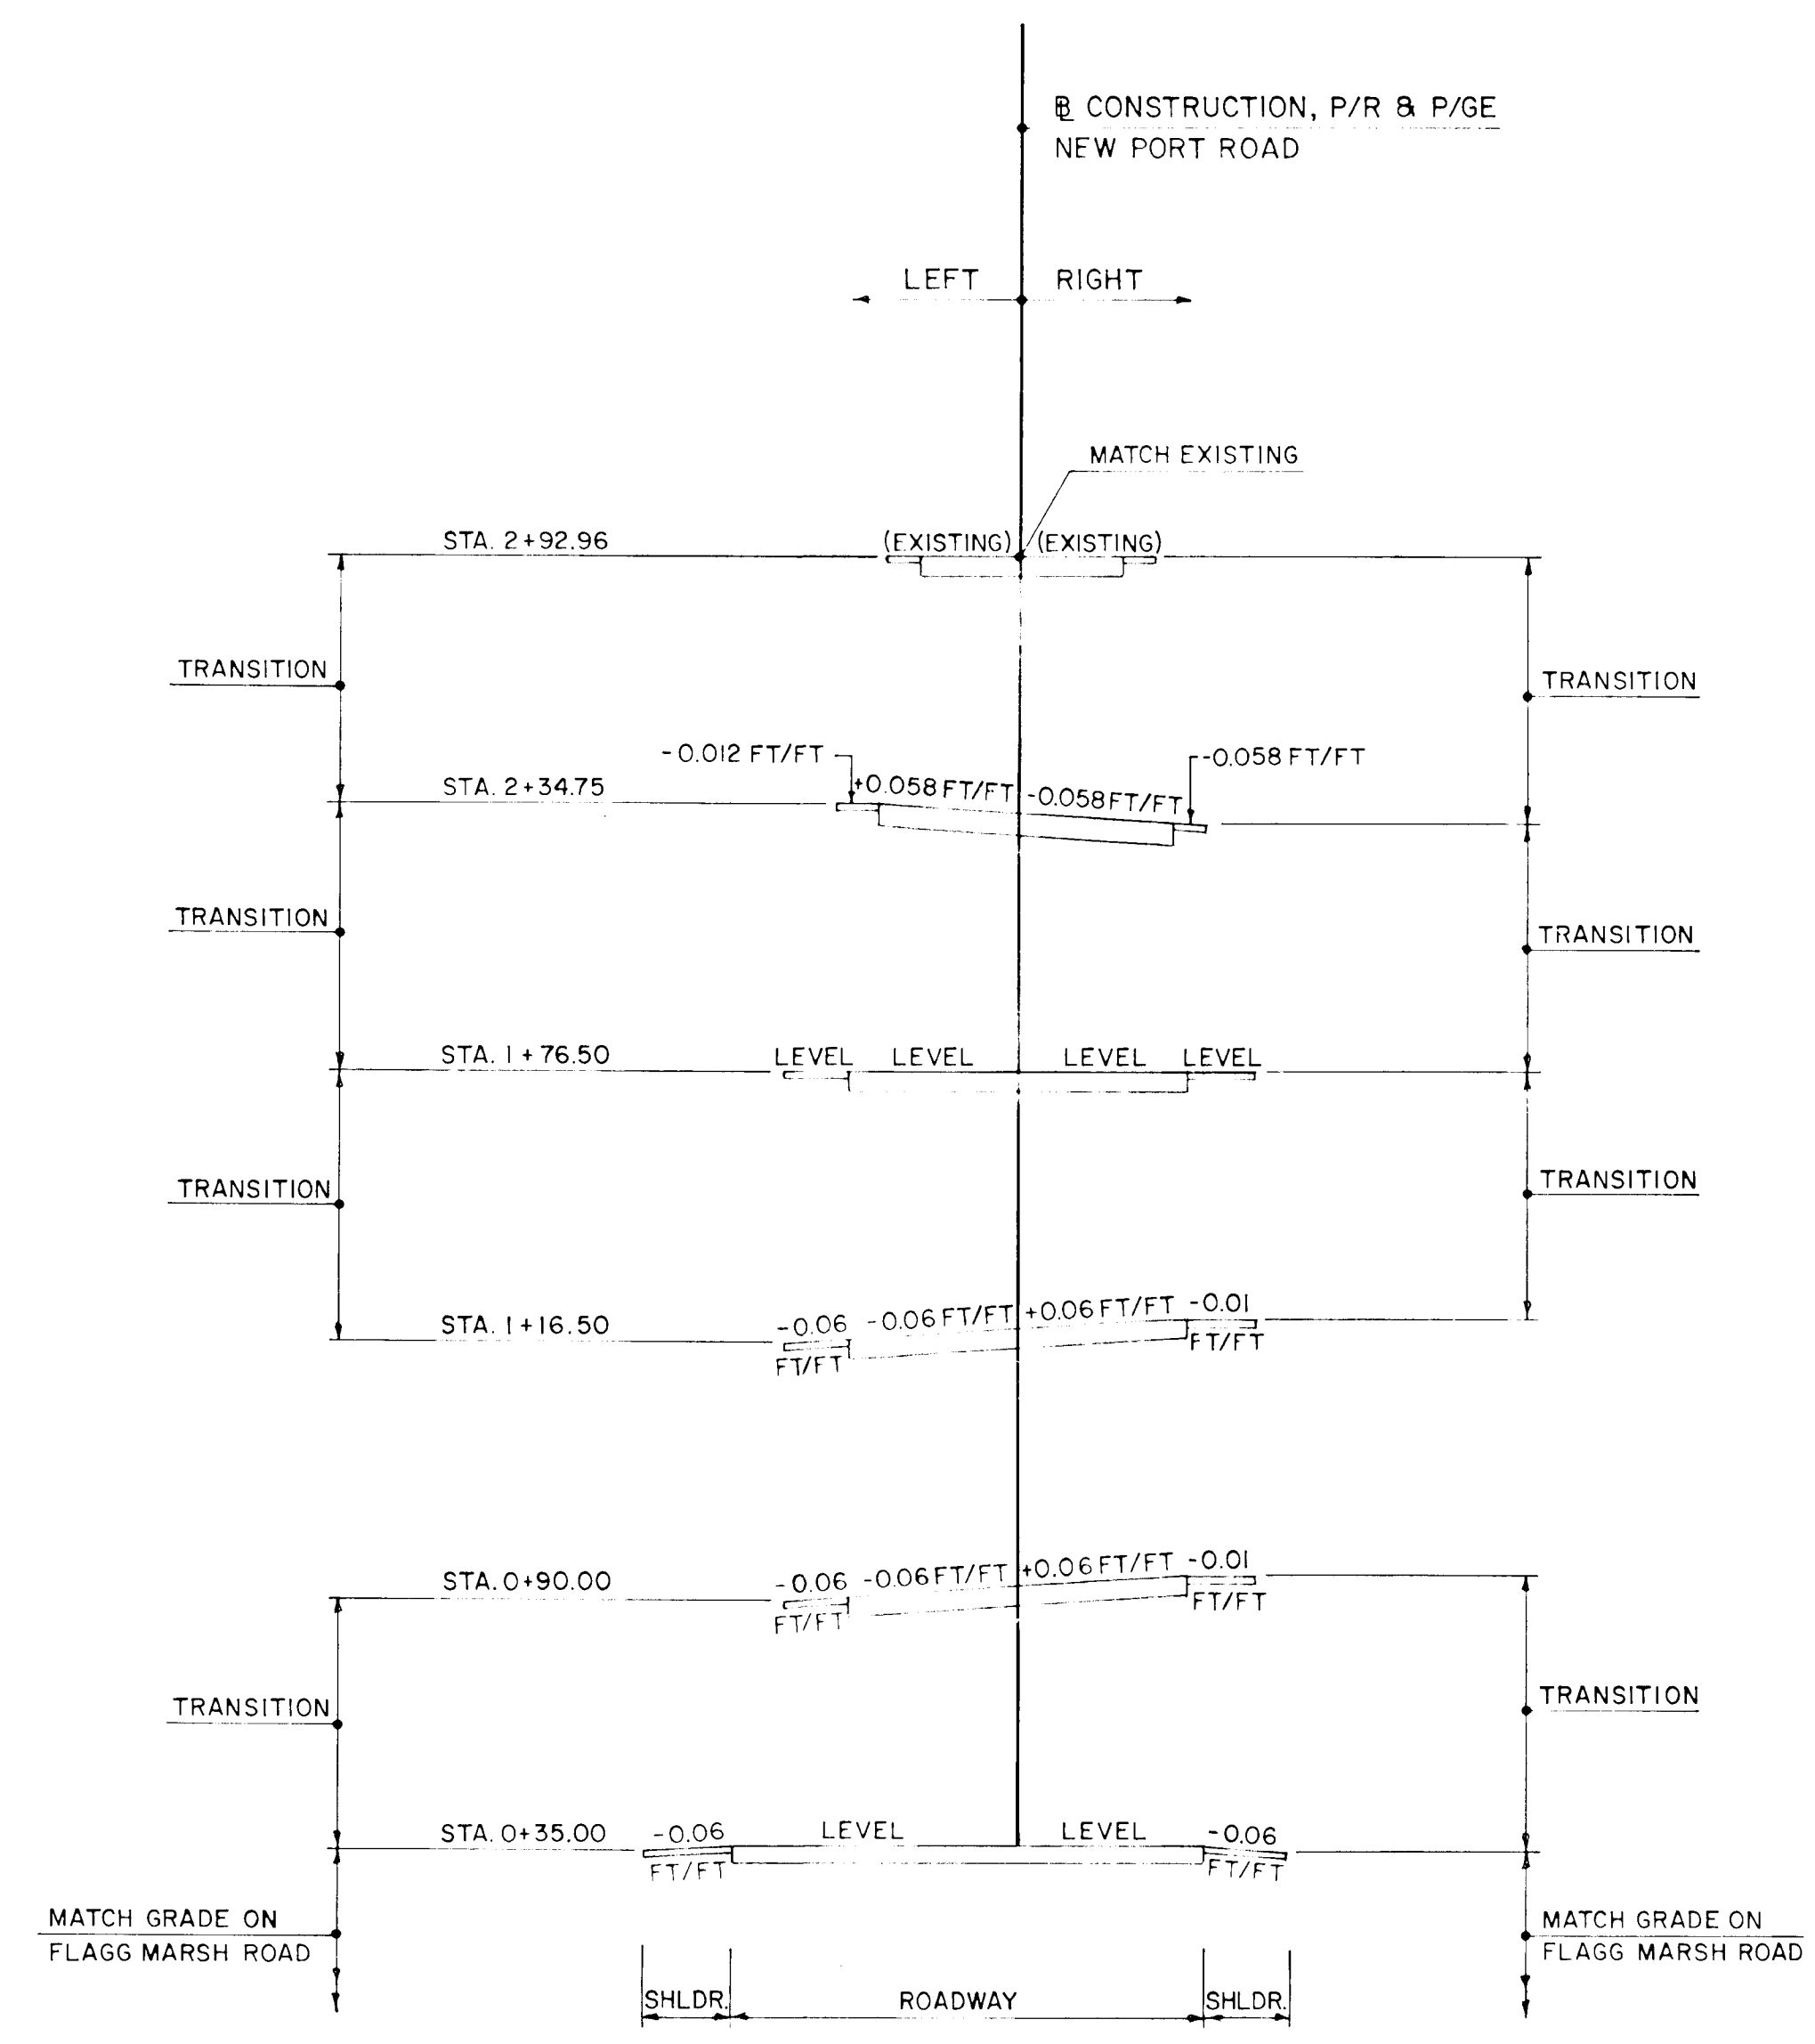 ℄ CONSTRUCTION, P/R & P/GE
NEW PORT ROAD
LEFT RIGHT
MATCH EXISTING
STA. 2+92.96 (EXISTING) (EXISTING)
TRANSITION TRANSITION
-0.012 FT/FT -0.058 FT/FT
STA. 2+34.75 +0.058 FT/FT -0.058 FT/FT
TRANSITION TRANSITION
STA. 1+76.50 LEVEL LEVEL LEVEL LEVEL
TRANSITION TRANSITION
STA. 1+16.50 -0.06 -0.06 FT/FT +0.06 FT/FT -0.01
FT/FT FT/FT
STA. 0+90.00 -0.06 -0.06 FT/FT +0.06 FT/FT -0.01
FT/FT FT/FT
TRANSITION TRANSITION
STA. 0+35.00 -0.06 LEVEL LEVEL -0.06
FT/FT FT/FT
MATCH GRADE ON MATCH GRADE ON
FLAGG MARSH ROAD FLAGG MARSH ROAD
SHLDR. ROADWAY SHLDR.